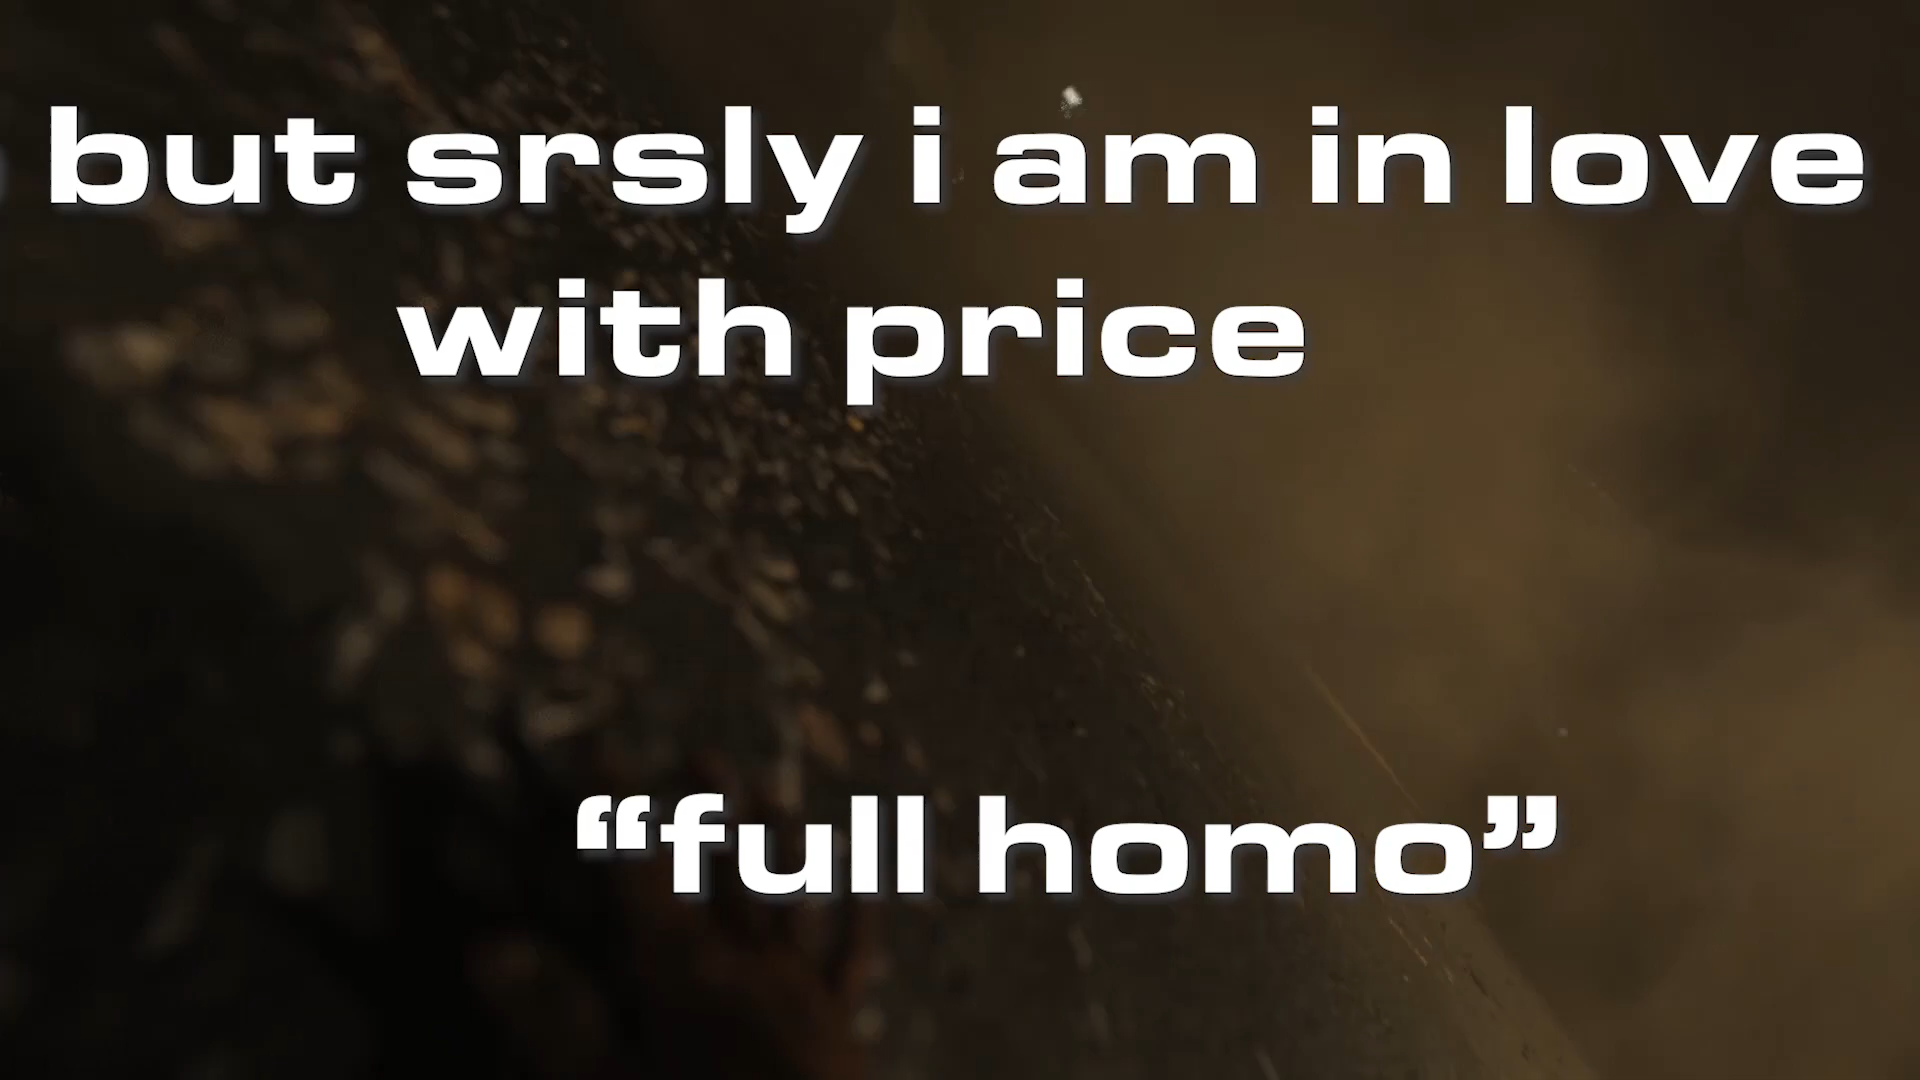 but srsly i am in love
with price
“full homo”